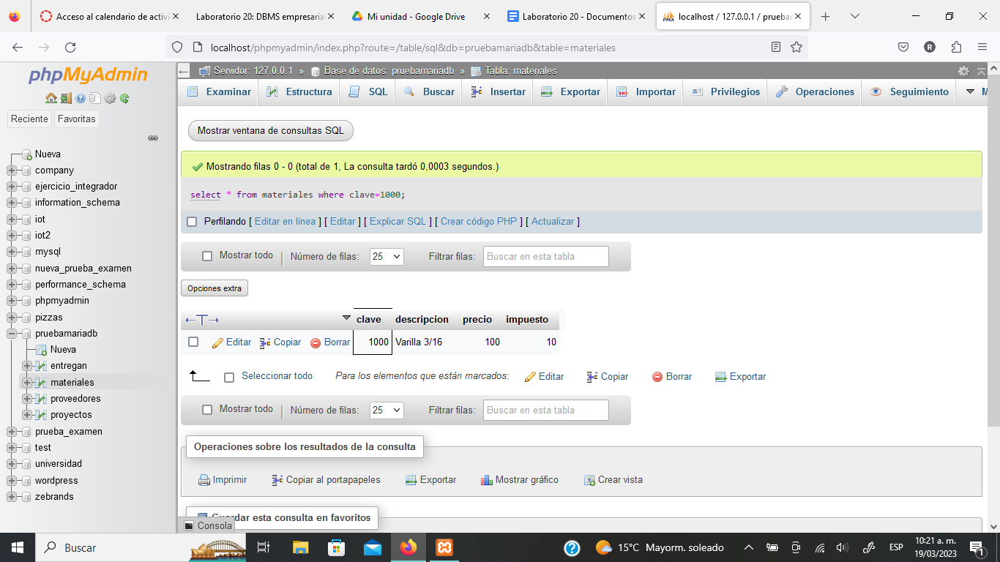 Acceso al calendario de activi
Laboratorio 20: DBMS empresaria
Mi unidad - Google Drive
Laboratorio 20 - Documentos
localhost / 127.0.0.1 / prueba
localhost/phpmyadmin/index.php?route=/table/sql&db=pruebamariadb&table=materiales
R
phpMyAdmin
Reciente Favoritas
Nueva
company
ejercicio_integrador
information_schema
iot
iot2
mysql
nueva_prueba_examen
performance_schema
phpmyadmin
pizzas
pruebamariadb
Nueva
entregan
materiales
proveedores
proyectos
prueba_examen
test
universidad
wordpress
zebrands
Servidor: 127.0.0.1 » Base de datos: pruebamariadb » Tabla: materiales
Examinar Estructura SQL Buscar Insertar Exportar Importar Privilegios Operaciones Seguimiento
Mostrar ventana de consultas SQL
Mostrando filas 0 - 0 (total de 1, La consulta tardó 0,0003 segundos.)
select * from materiales where clave=1000;
Perfilando [ Editar en línea ] [ Editar ] [ Explicar SQL ] [ Crear código PHP ] [ Actualizar ]
Mostrar todo Número de filas: 25 Filtrar filas: Buscar en esta tabla
Opciones extra
clave descripcion precio impuesto
Editar Copiar Borrar 1000 Varilla 3/16 100 10
Seleccionar todo Para los elementos que están marcados: Editar Copiar Borrar Exportar
Mostrar todo Número de filas: 25 Filtrar filas: Buscar en esta tabla
Operaciones sobre los resultados de la consulta
Imprimir Copiar al portapapeles Exportar Mostrar gráfico Crear vista
Guardar esta consulta en favoritos
Consola
Buscar
15°C Mayorm. soleado
ESP
10:21 a. m.
19/03/2023
1